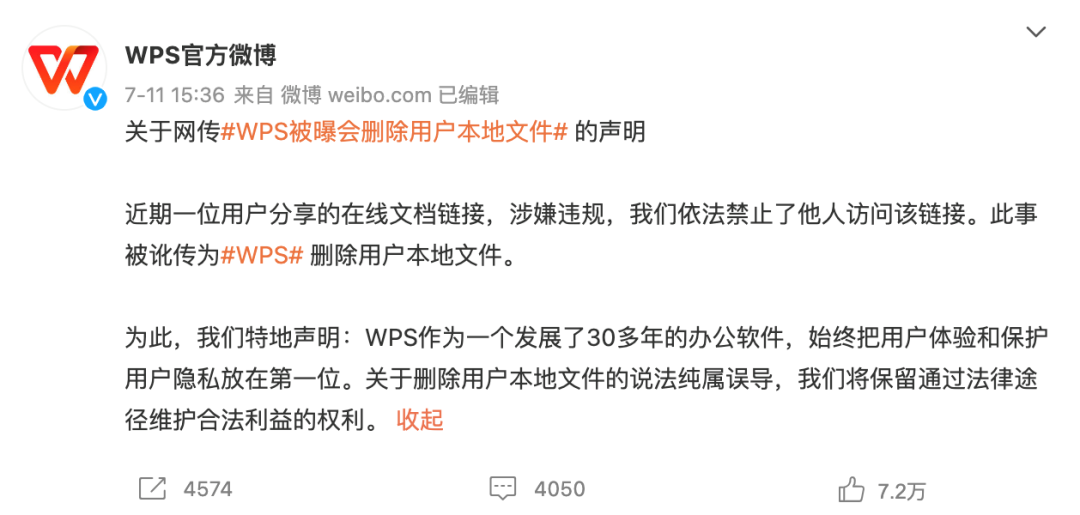 WPS官方微博
7-11 15:36 来自 微博 weibo.com 已编辑
关于网传#WPS被曝会删除用户本地文件# 的声明
近期一位用户分享的在线文档链接，涉嫌违规，我们依法禁止了他人访问该链接。此事
被讹传为#WPS# 删除用户本地文件。
为此，我们特地声明：WPS作为一个发展了30多年的办公软件，始终把用户体验和保护
用户隐私放在第一位。关于删除用户本地文件的说法纯属误导，我们将保留通过法律途
径维护合法利益的权利。 收起
4574 4050 7.2万